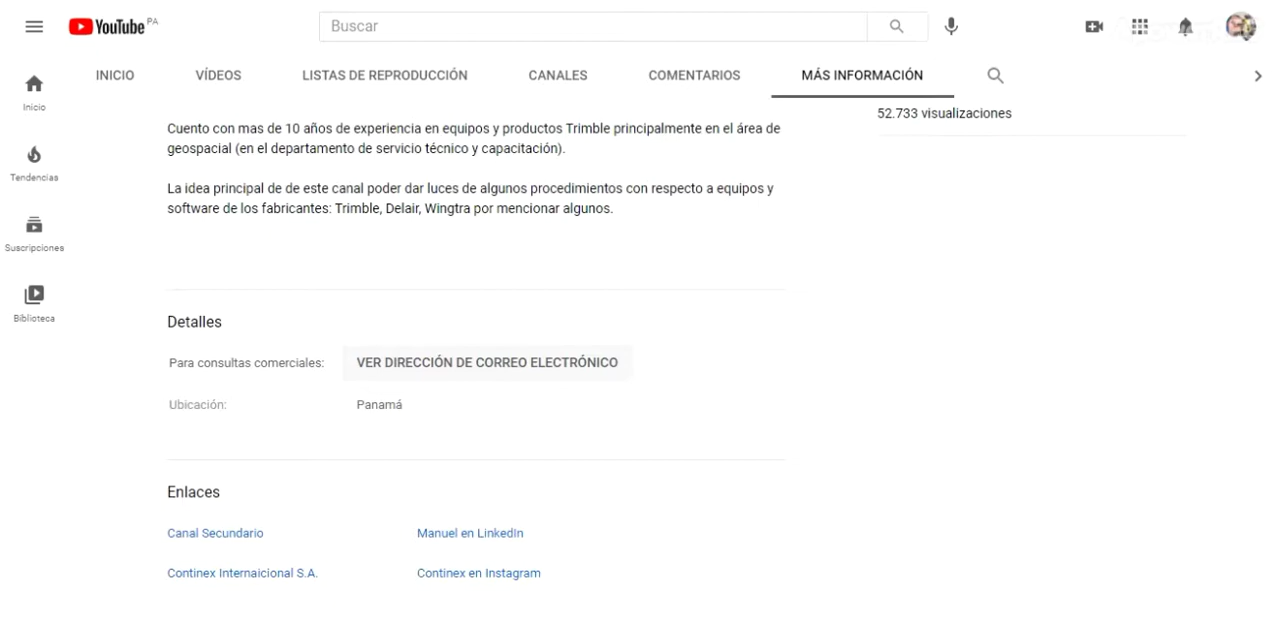 YouTube PA
Buscar
INICIO VÍDEOS LISTAS DE REPRODUCCIÓN CANALES COMENTARIOS MÁS INFORMACIÓN
Inicio
Tendencias
Suscripciones
Biblioteca
52.733 visualizaciones
Cuento con mas de 10 años de experiencia en equipos y productos Trimble principalmente en el área de
geospacial (en el departamento de servicio técnico y capacitación).
La idea principal de de este canal poder dar luces de algunos procedimientos con respecto a equipos y
software de los fabricantes: Trimble, Delair, Wingtra por mencionar algunos.
Detalles
Para consultas comerciales: VER DIRECCIÓN DE CORREO ELECTRÓNICO
Ubicación: Panamá
Enlaces
Canal Secundario Manuel en LinkedIn
Continex Internaicional S.A. Continex en Instagram